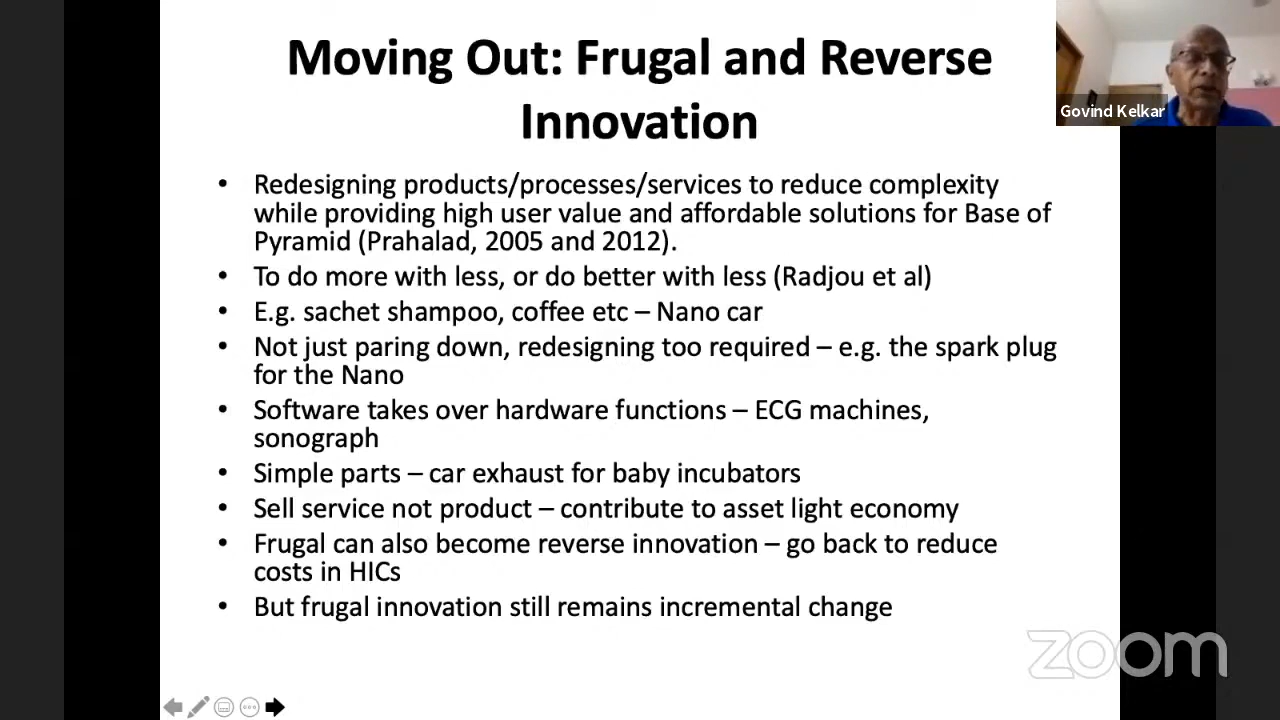 Moving Out: Frugal and Reverse
Innovation
Govind Kelkar
• Redesigning products/processes/services to reduce complexity
while providing high user value and affordable solutions for Base of
Pyramid (Prahalad, 2005 and 2012).
• To do more with less, or do better with less (Radjou et al)
• E.g. sachet shampoo, coffee etc – Nano car
• Not just paring down, redesigning too required – e.g. the spark plug
for the Nano
• Software takes over hardware functions – ECG machines,
sonograph
• Simple parts – car exhaust for baby incubators
• Sell service not product – contribute to asset light economy
• Frugal can also become reverse innovation – go back to reduce
costs in HICs
• But frugal innovation still remains incremental change
zoom